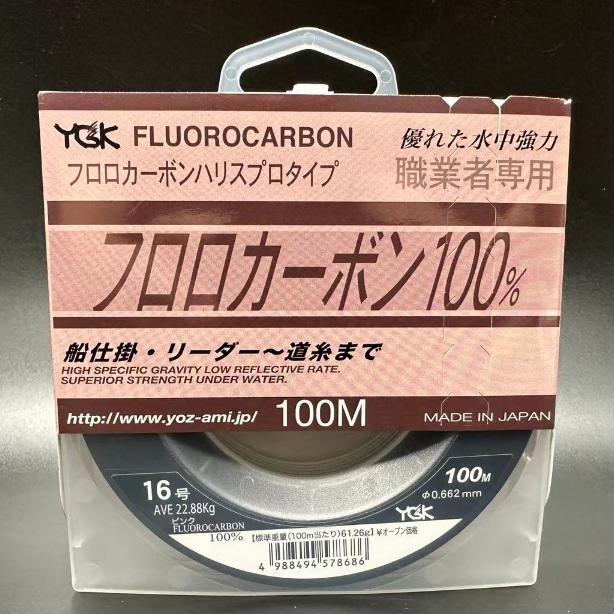 YGK FLUOROCARBON
フロロカーボンハリスプロタイプ
優れた水中強力
職業者専用
フロロカーボン100%
船仕掛・リーダー～道糸まで
HIGH SPECIFIC GRAVITY LOW REFLECTIVE RATE.
SUPERIOR STRENGTH UNDER WATER.
http://www.yoz-ami.jp/ 100M MADE IN JAPAN
16号
AVE 22.88Kg
ピンク
FLUOROCARBON
100%
100M
φ0.662mm
YGK
【標準重量(100m当たり)61.26g】¥オープン価格
4 988494 578686